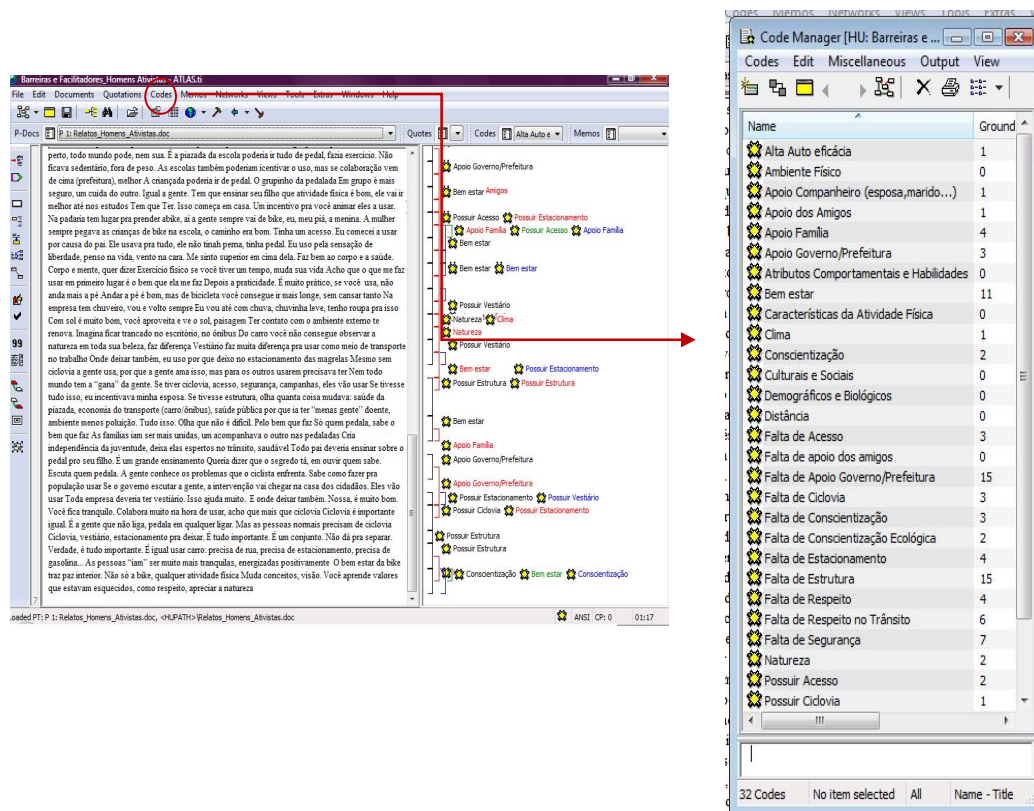 Barreiras e Facilitadores_Homens Ativistas - ATLAS.ti
File Edit Documents Quotations Codes Memos Networks Views Tools Extras Windows Help
P-Docs P 1: Relatos_Homens_Ativistas.doc Quotes Codes Alta Auto e Memos
perto, todo mundo pode, nem sua. É a piazada da escola poderia ir tudo de pedal, fazia exercício. Não
ficava sedentário, fora de peso. As escolas também poderiam icentivar o uso, mas se colaboração vem
de cima (prefeitura), melhor A criançada poderia ir de pedal. O grupinho da pedalada Em grupo é mais
seguro, um cuida do outro. Igual a gente. Tem que ensinar seu filho que atividade física é bom, ele vai ir
melhor até nos estudos Tem que Ter. Isso começa em casa. Um incentivo pra você animar eles a usar.
Na padaria tem lugar pra prender abike, ai a gente sempre vai de bike, eu, meu piá, a menina. A mulher
sempre pegava as crianças de bike na escola, o caminho era bom. Tinha um acesso. Eu comecei a usar
por causa do pai. Ele usava pra tudo, ele não tinah perna, tinha pedal. Eu uso pela sensação de
liberdade, penso na vida, vento na cara. Me sinto superior em cima dela. Faz bem ao corpo e a saúde.
Corpo e mente, quer dizer Exercicio físico se você tiver um tempo, muda sua vida Acho que o que me faz
usar em primeiro lugar é o bem que ela me faz Depois a praticidade. É muito prático, se você usa, não
anda mais a pé Andar a pé é bom, mas de bicicleta você consegue ir mais longe, sem cansar tanto Na
empresa tem chuveiro, vou e volto sempre Eu vou até com chuva, chuvinha leve, tenho roupa pra isso
Com sol é muito bom, você aproveita e ve o sol, paisagem Ter contato com o ambiente externo te
renova. Imagina ficar trancado no escritório, no ônibus Do carro você não consegue observar a
natureza em toda sua beleza, faz diferença Vestiário faz muita diferença pra usar como meio de transporte
no trabalho Onde deixar também, eu uso por que deixo no estacionamento das magrelas Mesmo sem
ciclovia a gente usa, por que a gente ama isso, mas para os outros usarem precisava ter Nem todo
mundo tem a "gana" da gente. Se tiver ciclovia, acesso, segurança, campanhas, eles vão usar Se tivesse
tudo isso, eu incentivava minha esposa. Se tivesse estrutura, olha quanta coisa mudava: saúde da
piazada, economia do transporte (carro/ônibus), saúde pública por que ia ter "menas gente" doente,
ambiente menos poluição. Tudo isso. Olha que não é difícil. Pelo bem que faz Só quem pedala, sabe o
bem que faz As familias iam ser mais unidas, um acompanhava o outro nas pedaladas Cria
independência da juventude, deixa elas espertos no trânsito, saudável Todo pai deveria ensinar sobre o
pedal pro seu filho. É um grande ensinamento Queria dizer que o segredo tá, em ouvir quem sabe.
Escuta quem pedala. A gente conhece os problemas que o ciclista enfrenta. Sabe como fazer pra
população usar Se o governo escutar a gente, a intervenção vai chegar na casa dos cidadãos. Eles vão
usar Toda empresa deveria ter vestiário. Isso ajuda muito. E onde deixar também. Nossa, é muito bom.
Você fica tranquilo. Colabora muito na hora de usar, acho que mais que ciclovia Ciclovia é importante
igual. É a gente que não liga, pedala em qualquer ligar. Mas as pessoas normais precisam de ciclovia
Ciclovia, vestiário, estacionamento pra deixar. É tudo importante. É um conjunto. Não dá pra separar.
Verdade, é tudo importante. É igual usar carro: precisa de rua, precisa de estacionamento, precisa de
gasolina... As pessoas "iam" ser muito mais tranquilas, energizadas positivamente O bem estar da bike
traz paz interior. Não só a bike, qualquer atividade física Muda conceitos, visão. Você aprende valores
que estavam esquecidos, como respeito, apreciar a natureza
7
Apoio Governo/Prefeitura
Bem estar Amigos
Possuir Acesso Possuir Estacionamento
Apoio Família Possuir Acesso Apoio Família
Bem estar
Bem estar Bem estar
Possuir Vestiário
Natureza Clima
Natureza
Possuir Vestiário
Bem estar Possuir Estacionamento
Possuir Estrutura Possuir Estrutura
Bem estar
Apoio Família
Apoio Governo/Prefeitura
Apoio Governo/Prefeitura
Possuir Estacionamento Possuir Vestiário
Possuir Ciclovia Possuir Estacionamento
Possuir Estrutura
Possuir Estrutura
Conscientização Bem estar Conscientização
oaded PT: P 1: Relatos_Homens_Ativistas.doc, <HUPATH>\Relatos_Homens_Ativistas.doc ANSI CP: 0 01:17
Code Manager [HU: Barreiras e ...
Codes Edit Miscellaneous Output View
Name Ground
Alta Auto eficácia 1
Ambiente Físico 0
Apoio Companheiro (esposa,marido...) 1
Apoio dos Amigos 1
Apoio Família 4
Apoio Governo/Prefeitura 3
Atributos Comportamentais e Habilidades 0
Bem estar 11
Características da Atividade Física 0
Clima 1
Conscientização 2
Culturais e Sociais 0
Demográficos e Biológicos 0
Distância 0
Falta de Acesso 3
Falta de apoio dos amigos 0
Falta de Apoio Governo/Prefeitura 15
Falta de Ciclovia 3
Falta de Conscientização 3
Falta de Conscientização Ecológica 2
Falta de Estacionamento 4
Falta de Estrutura 15
Falta de Respeito 4
Falta de Respeito no Trânsito 6
Falta de Segurança 7
Natureza 2
Possuir Acesso 2
Possuir Ciclovia 1
32 Codes No item selected All Name - Title